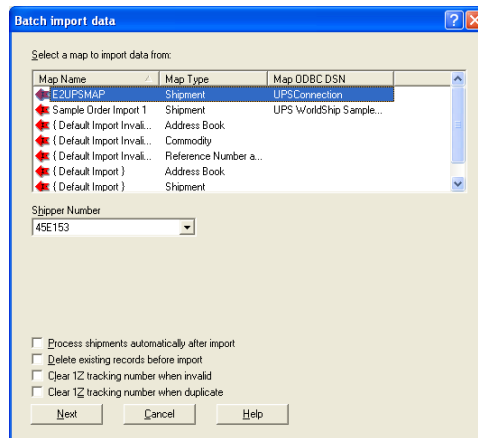 Batch import data
Select a map to import data from:
Map Name Map Type Map ODBC DSN
E2UPSMAP Shipment UPSConnection
Sample Order Import 1 Shipment UPS WorldShip Sample...
{ Default Import Invali... Address Book
{ Default Import Invali... Commodity
{ Default Import Invali... Reference Number a...
{ Default Import } Address Book
{ Default Import } Shipment
Shipper Number
45E153
Process shipments automatically after import
Delete existing records before import
Clear 1Z tracking number when invalid
Clear 1Z tracking number when duplicate
Next Cancel Help